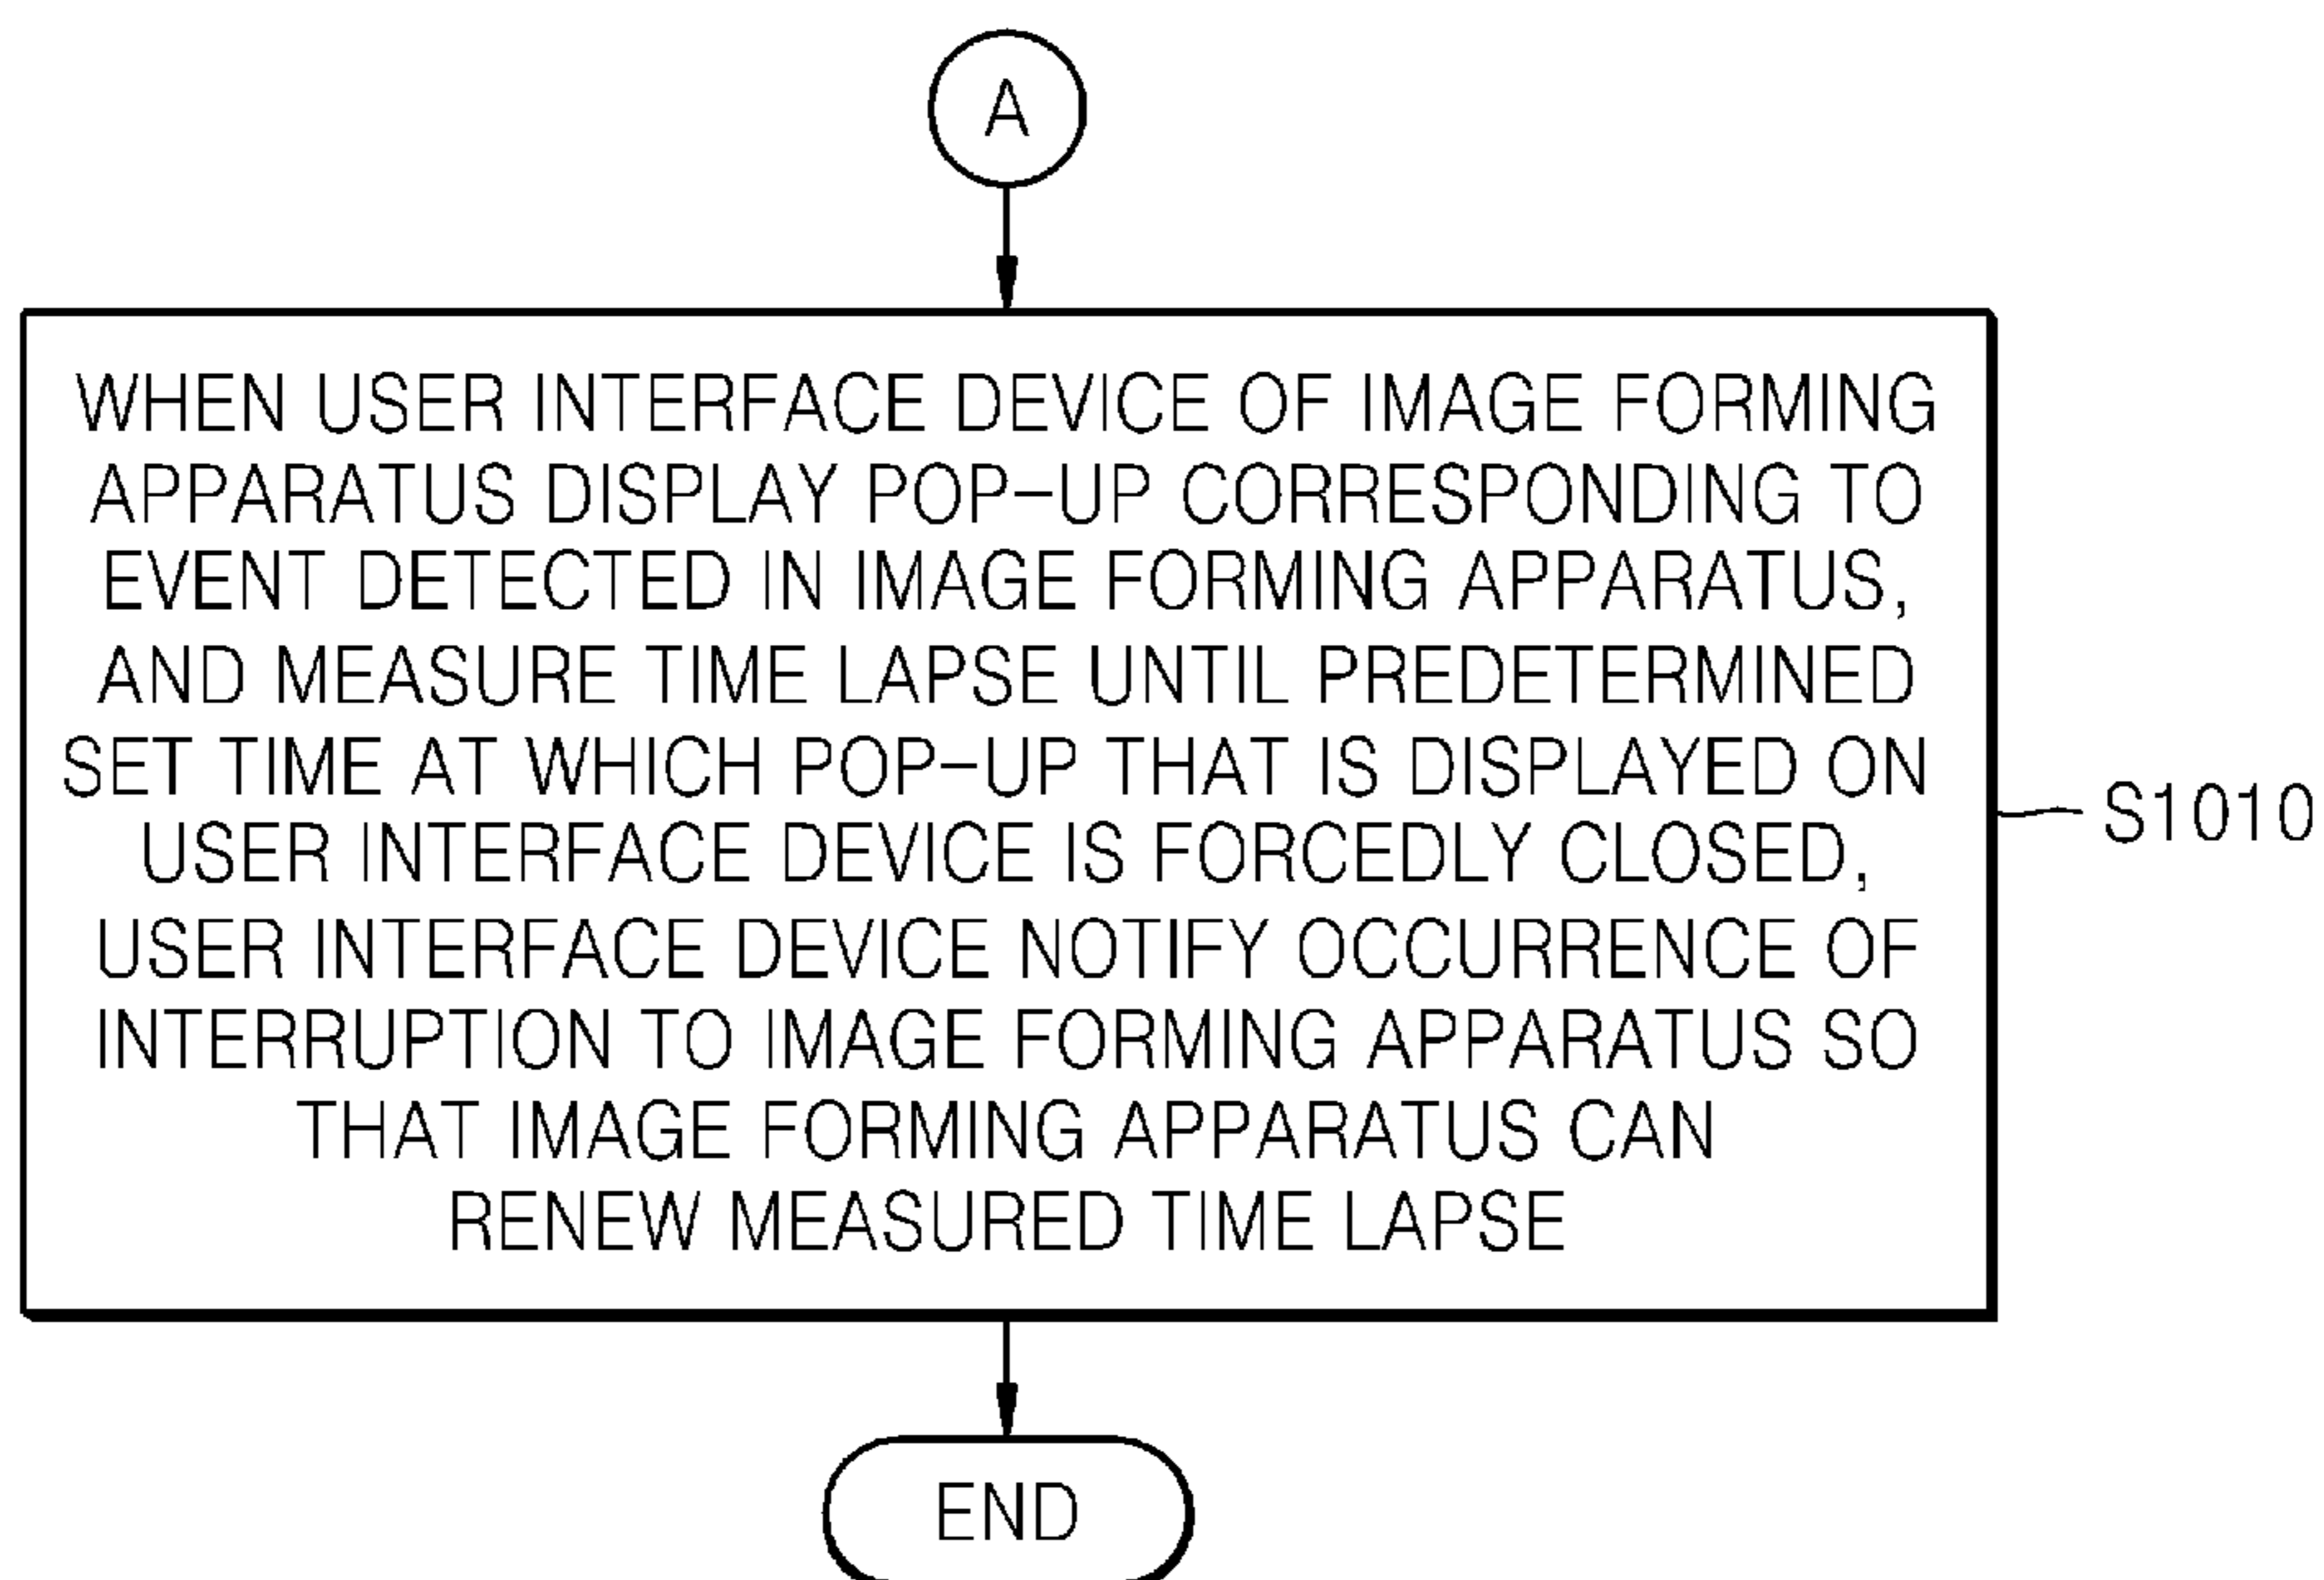 A
WHEN USER INTERFACE DEVICE OF IMAGE FORMING
APPARATUS DISPLAY POP-UP CORRESPONDING TO
EVENT DETECTED IN IMAGE FORMING APPARATUS,
AND MEASURE TIME LAPSE UNTIL PREDETERMINED
SET TIME AT WHICH POP-UP THAT IS DISPLAYED ON
USER INTERFACE DEVICE IS FORCEDLY CLOSED,
USER INTERFACE DEVICE NOTIFY OCCURRENCE OF
INTERRUPTION TO IMAGE FORMING APPARATUS SO
THAT IMAGE FORMING APPARATUS CAN
RENEW MEASURED TIME LAPSE
S1010
END